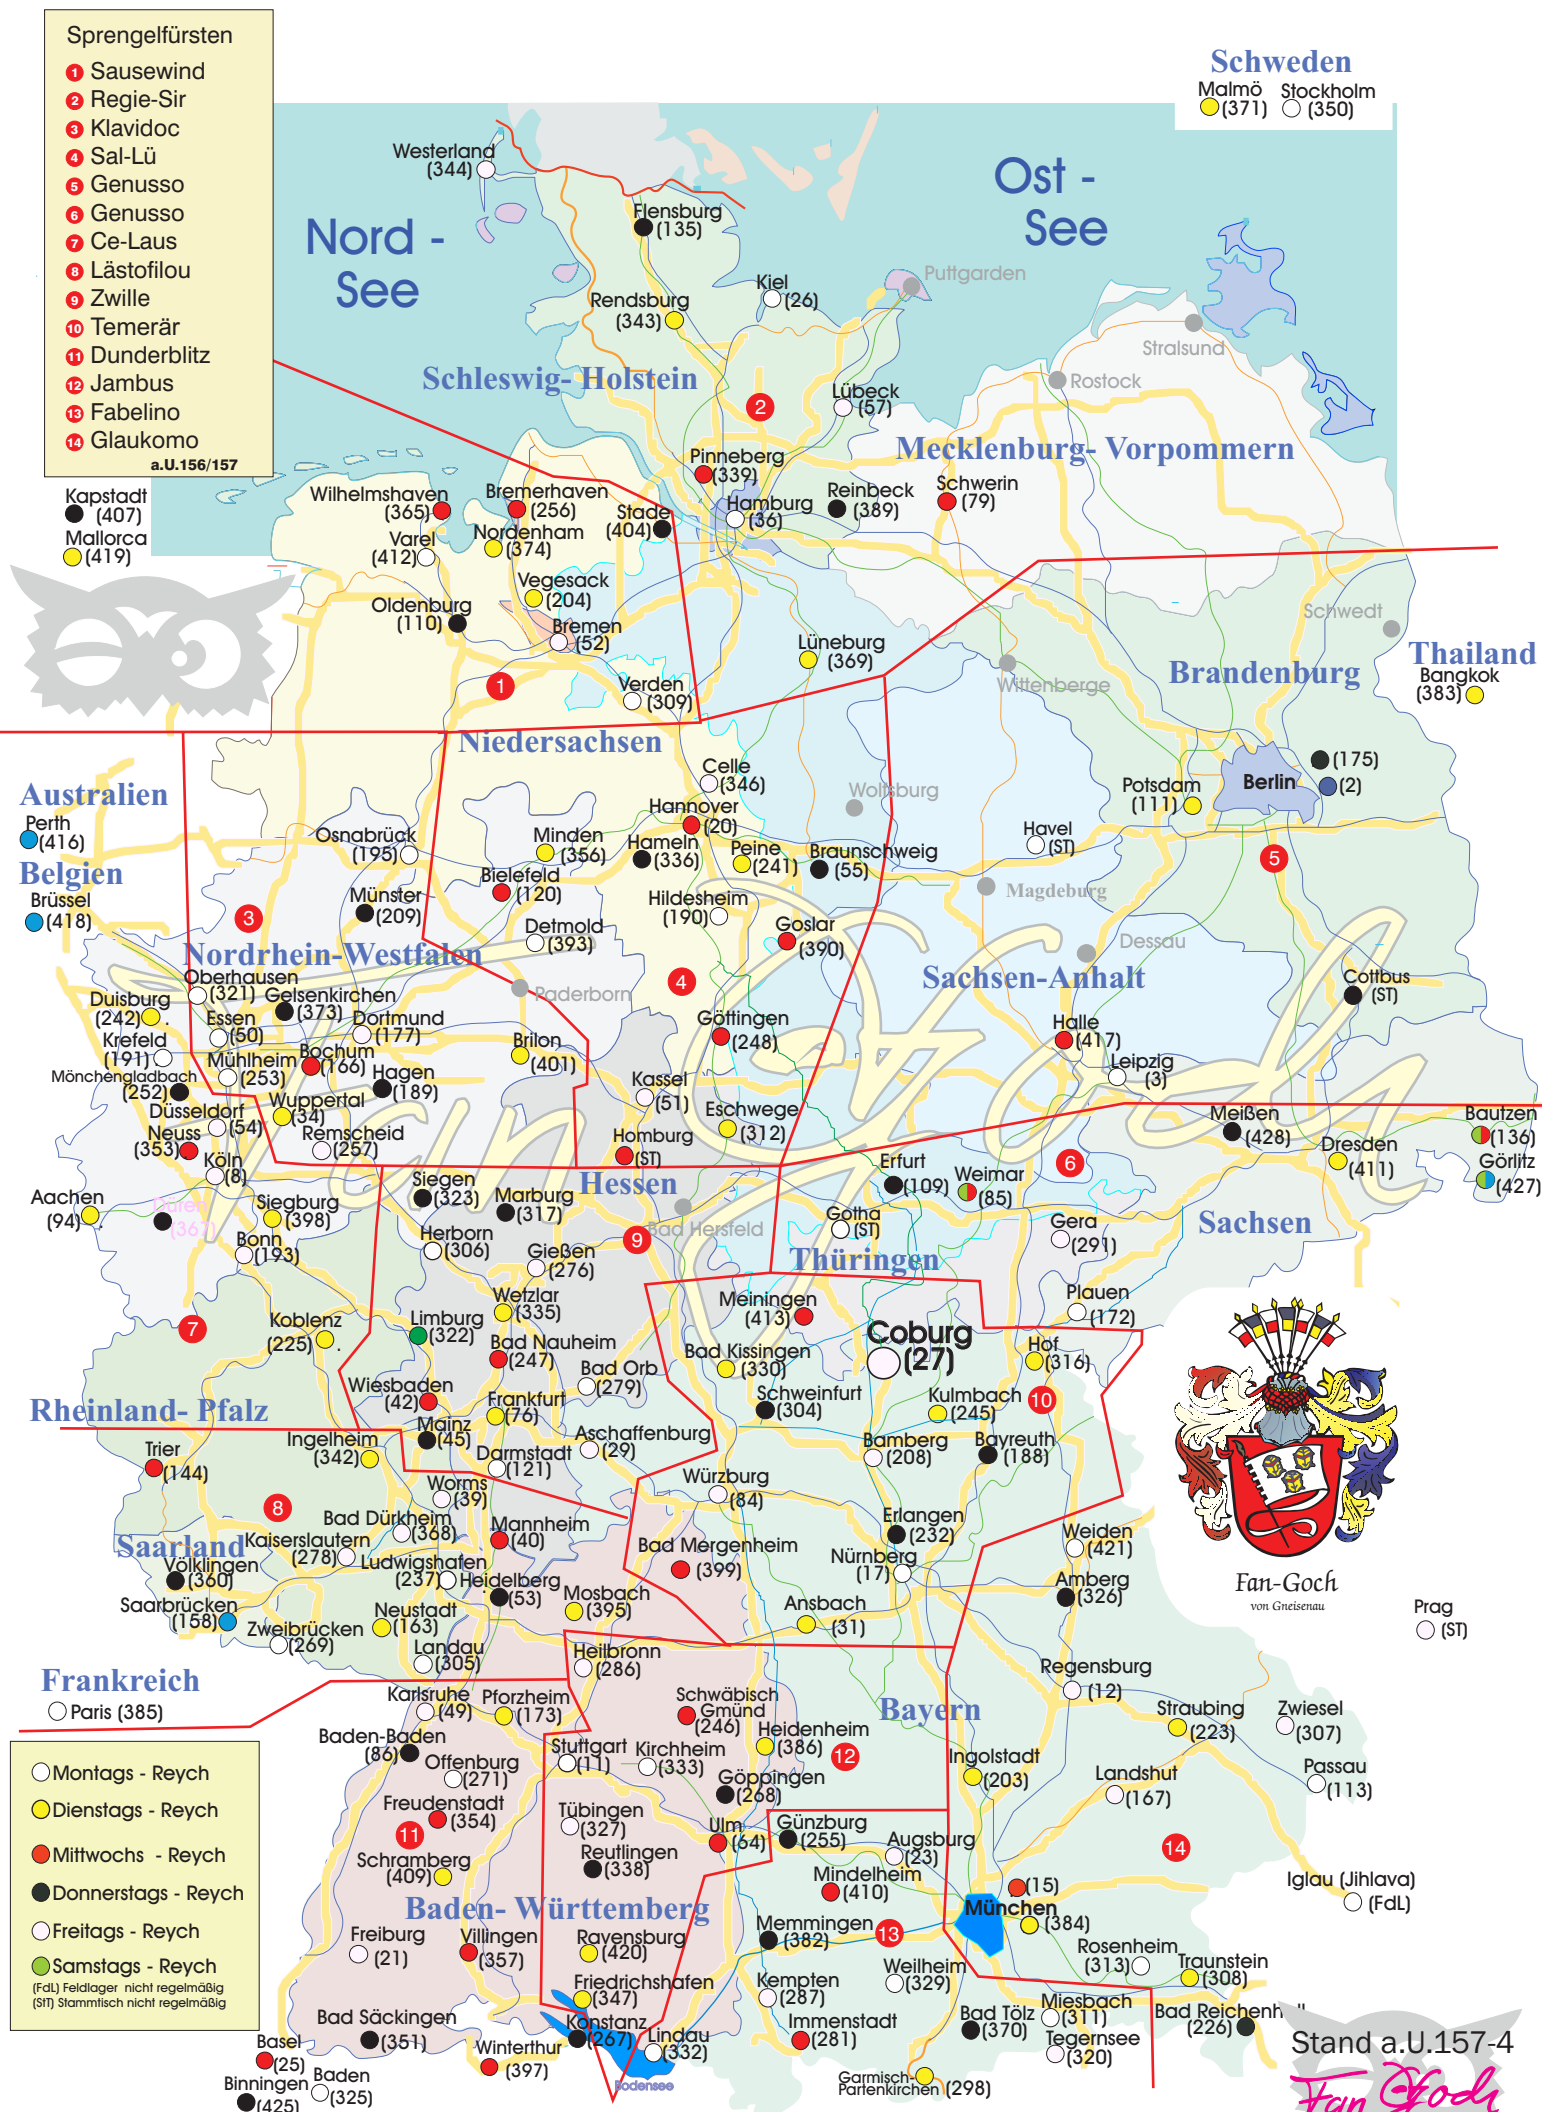 Sprengelfürsten
1 Sausewind
2 Regie-Sir
3 Klavidoc
4 Sal-Lü
5 Genusso
6 Genusso
7 Ce-Laus
8 Lästofilou
9 Zwille
10 Temerär
11 Dunderblitz
12 Jambus
13 Fabelino
14 Glaukomo
a.U.156/157
Schweden
Malmö
(371)
Stockholm
(350)
Nord -
See
Ost -
See
Westerland
(344)
Flensburg
(135)
Kiel
(26)
Puttgarden
Rendsburg
(343)
Stralsund
Rostock
Schleswig- Holstein
Lübeck
(57)
2
Mecklenburg- Vorpommern
Pinneberg
(339)
Kapstadt
(407)
Mallorca
(419)
Wilhelmshaven
(365)
Bremerhaven
(256)
Stade
(404)
Hamburg
(36)
Reinbeck
(389)
Schwerin
(79)
Varel
(412)
Nordenham
(374)
Vegesack
(204)
Oldenburg
(110)
Bremen
(52)
Lüneburg
(369)
Schwedt
Wittenberge
Brandenburg
Thailand
Bangkok
(383)
1
Verden
(309)
Niedersachsen
Celle
(346)
Wolfsburg
Berlin
(175)
(2)
Potsdam
(111)
Australien
Perth
(416)
Belgien
Brüssel
(418)
Osnabrück
(195)
Minden
(356)
Hannover
(20)
Hameln
(336)
Peine
(241)
Braunschweig
(55)
Havel
(ST)
5
Magdeburg
Bielefeld
(120)
Münster
(209)
3
Hildesheim
(190)
Detmold
(393)
Goslar
(390)
Dessau
Nordrhein-Westfalen
Sachsen-Anhalt
Cottbus
(ST)
4
Paderborn
Oberhausen
(321)
Gelsenkirchen
(373)
Duisburg
(242)
Essen
(50)
Dortmund
(177)
Krefeld
(191)
Mühlheim
(253)
Bochum
(166)
Hagen
(189)
Brilon
(401)
Göttingen
(248)
Halle
(417)
Leipzig
(3)
Mönchengladbach
(252)
Wuppertal
(34)
Düsseldorf
(54)
Neuss
(353)
Remscheid
(257)
Kassel
(51)
Eschwege
(312)
Homburg
(ST)
Meißen
(428)
Dresden
(411)
Bautzen
(136)
Görlitz
(427)
Köln
(8)
Aachen
(94)
Düren
(367)
Siegburg
(398)
Bonn
(193)
Siegen
(323)
Marburg
(317)
Hessen
Herborn
(306)
9
Bad Hersfeld
Gießen
(276)
Erfurt
(109)
Weimar
(85)
6
Gotha
(ST)
Gera
(291)
Sachsen
Thüringen
7
Koblenz
(225)
Limburg
(322)
Wetzlar
(335)
Bad Nauheim
(247)
Bad Orb
(279)
Meiningen
(413)
Plauen
(172)
Coburg
(27)
Bad Kissingen
(330)
Hof
(316)
Wiesbaden
(42)
Frankfurt
(76)
Schweinfurt
(304)
Kulmbach
(245)
10
Rheinland- Pfalz
Mainz
(45)
Darmstadt
(121)
Aschaffenburg
(29)
Bamberg
(208)
Bayreuth
(188)
Trier
(144)
Ingelheim
(342)
Worms
(39)
Würzburg
(84)
8
Bad Dürkheim
(368)
Mannheim
(40)
Erlangen
(232)
Weiden
(421)
Saarland
Kaiserslautern
(278)
Völklingen
(360)
Ludwigshafen
(237)
Heidelberg
(53)
Bad Mergenheim
(399)
Nürnberg
(17)
Amberg
(326)
Fan-Goch
von Gneisenau
Saarbrücken
(158)
Zweibrücken
(269)
Neustadt
(163)
Mosbach
(395)
Ansbach
(31)
Prag
(ST)
Landau
(305)
Heilbronn
(286)
Regensburg
(12)
Frankreich
Paris (385)
Karlsruhe
(49)
Pforzheim
(173)
Schwäbisch
Gmünd
(246)
Bayern
Straubing
(223)
Zwiesel
(307)
Baden-Baden
(86)
Heidenheim
(386)
12
Stuttgart
(11)
Kirchheim
(333)
Offenburg
(271)
Göppingen
(268)
Ingolstadt
(203)
Landshut
(167)
Passau
(113)
Freudenstadt
(354)
11
Tübingen
(327)
Ulm
(64)
Günzburg
(255)
Augsburg
(23)
14
Reutlingen
(338)
Schramberg
(409)
Mindelheim
(410)
(15)
München
(384)
Iglau (Jihlava)
(FdL)
Baden- Württemberg
Memmingen
(382)
13
Freiburg
(21)
Villingen
(357)
Ravensburg
(420)
Rosenheim
(313)
Traunstein
(308)
Weilheim
(329)
Friedrichshafen
(347)
Kempten
(287)
Bad Säckingen
(351)
Konstanz
(267)
Lindau
(332)
Immenstadt
(281)
Bad Tölz
(370)
Miesbach
(311)
Tegernsee
(320)
Bad Reichenhall
(226)
Winterthur
(397)
Bodensee
Garmisch-
Partenkirchen (298)
Basel
(25)
Binningen
(425)
Baden
(325)
Montags - Reych
Dienstags - Reych
Mittwochs - Reych
Donnerstags - Reych
Freitags - Reych
Samstags - Reych
(FdL) Feldlager nicht regelmäßig
(ST) Stammtisch nicht regelmäßig
Stand a.U.157-4
Fan Goch